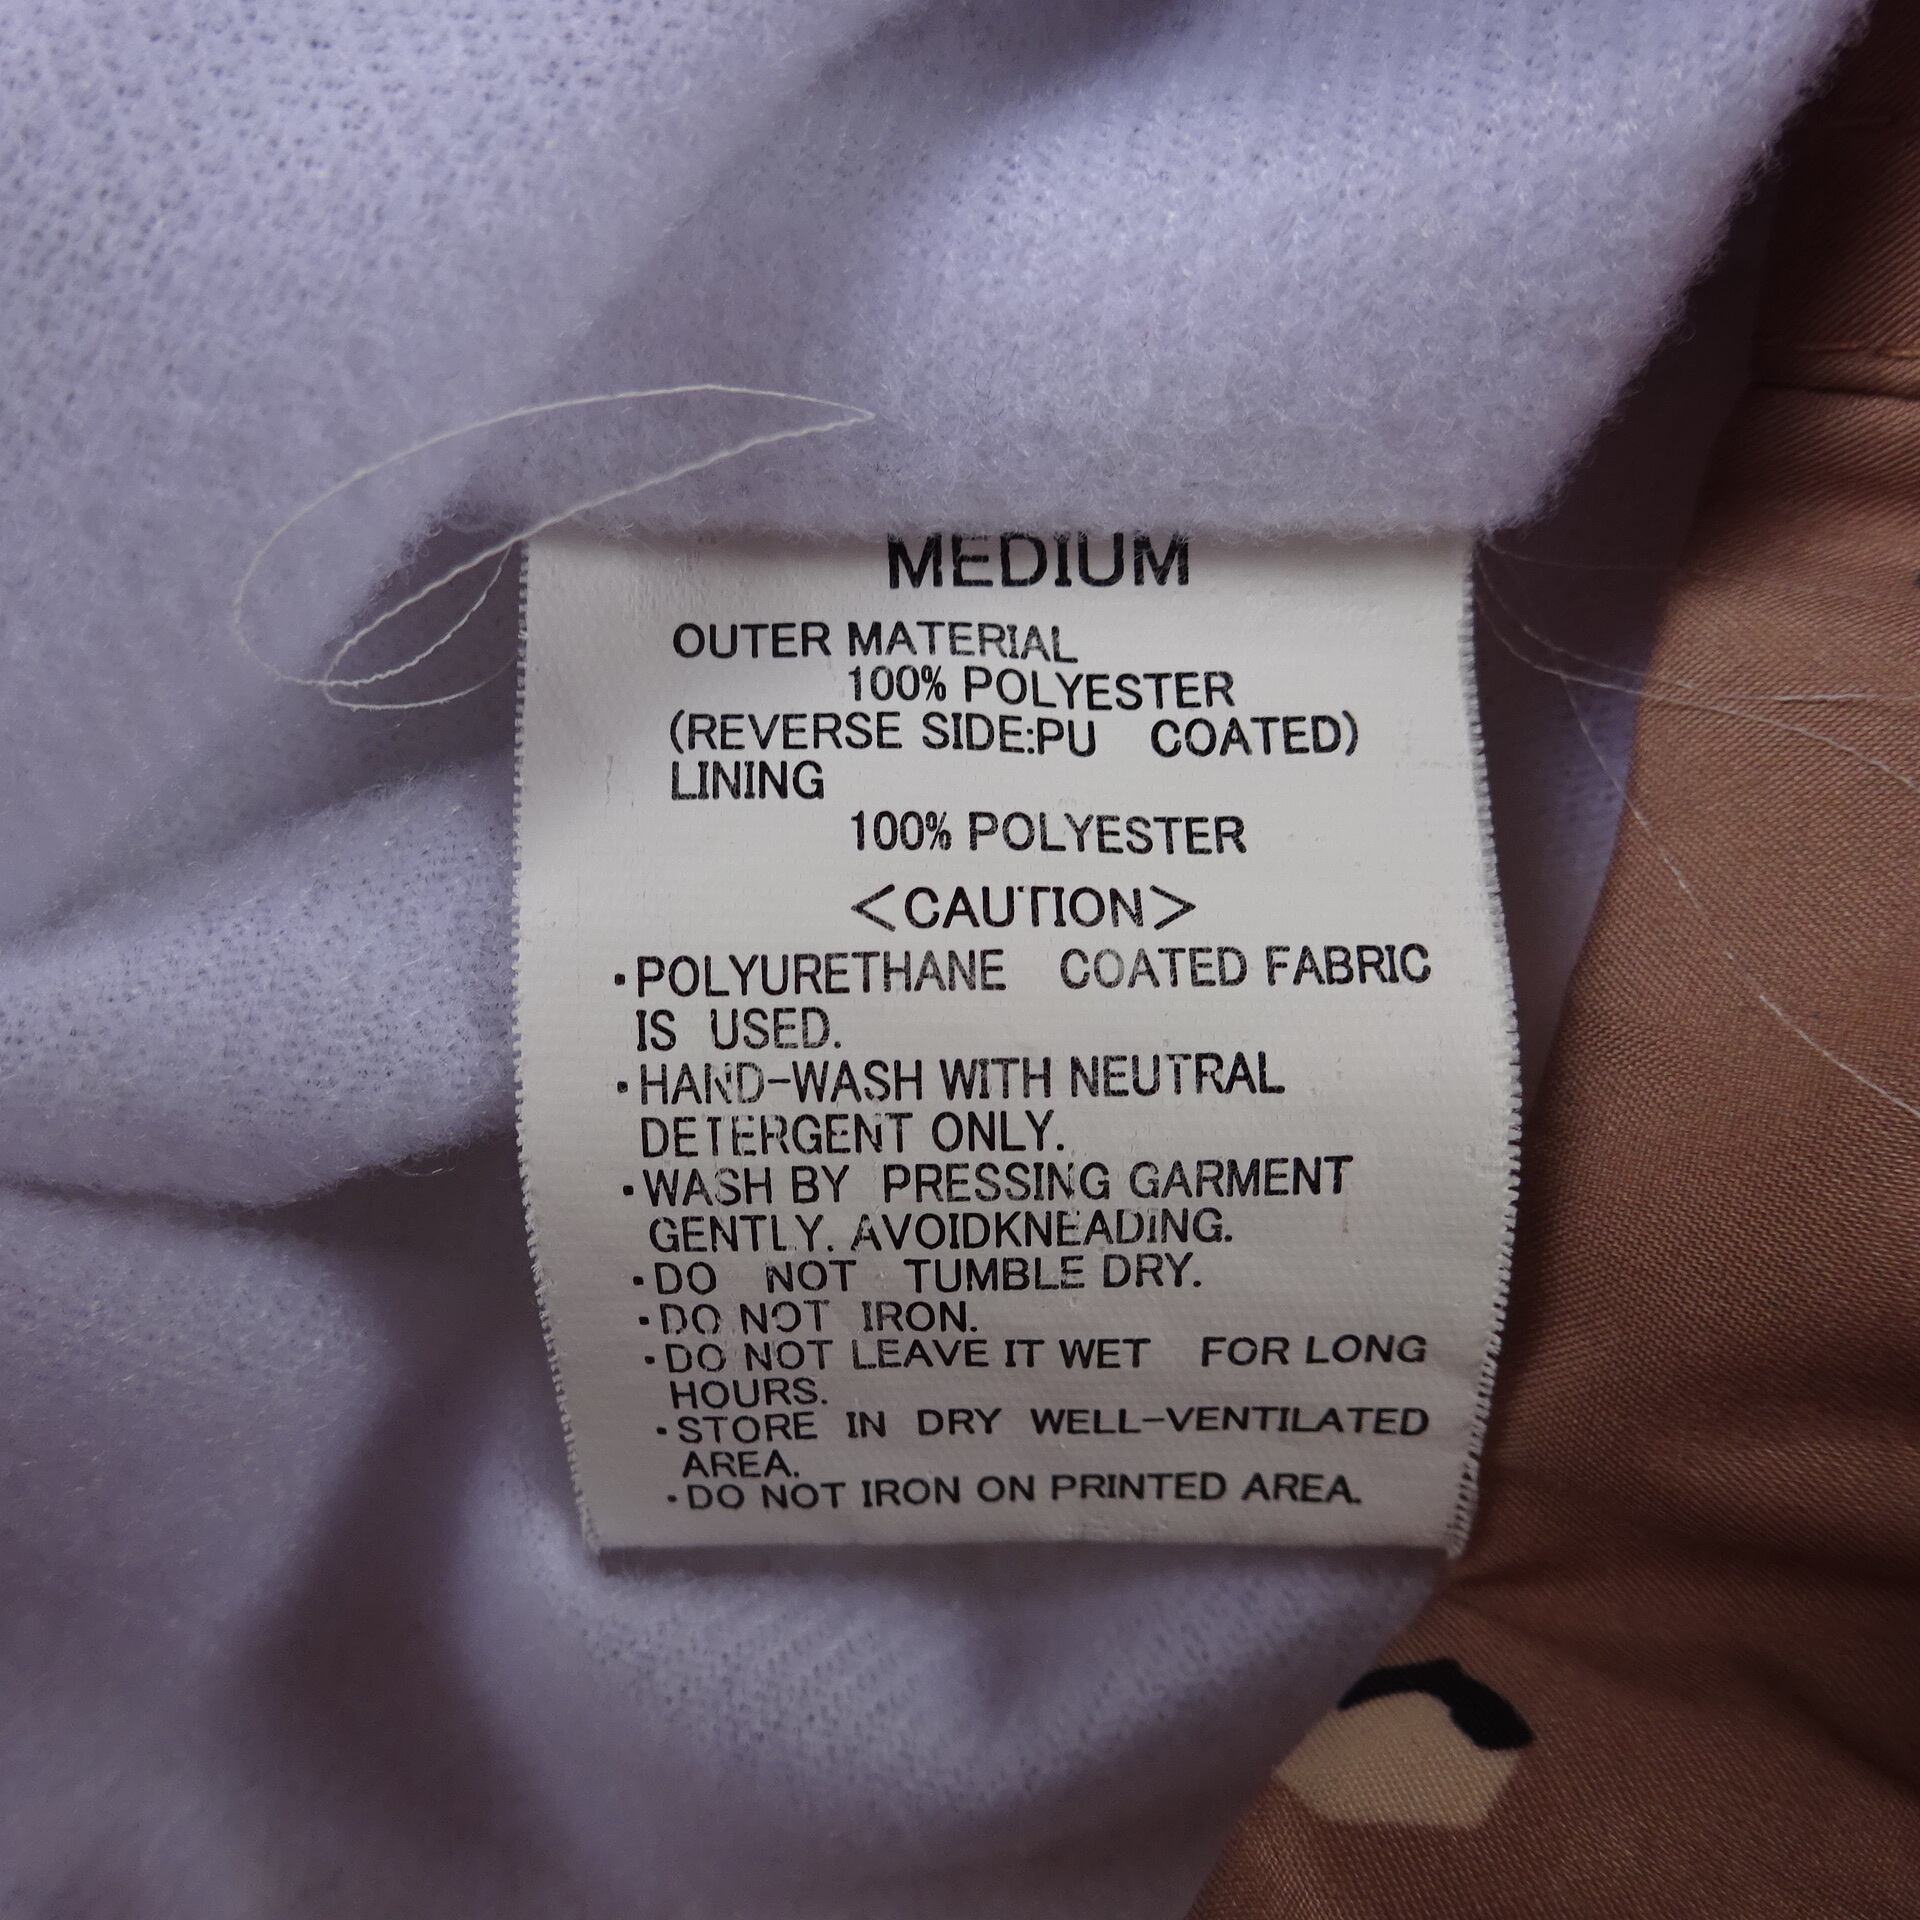 MEDIUM
OUTER MATERIAL
100% POLYESTER
(REVERSE SIDE:PU COATED)
LINING
100% POLYESTER
<CAUTION>
・POLYURETHANE COATED FABRIC
IS USED.
・HAND-WASH WITH NEUTRAL
DETERGENT ONLY.
・WASH BY PRESSING GARMENT
GENTLY. AVOIDKNEADING.
・DO NOT TUMBLE DRY.
・DO NOT IRON.
・DO NOT LEAVE IT WET FOR LONG
HOURS.
・STORE IN DRY WELL-VENTILATED
AREA.
・DO NOT IRON ON PRINTED AREA.